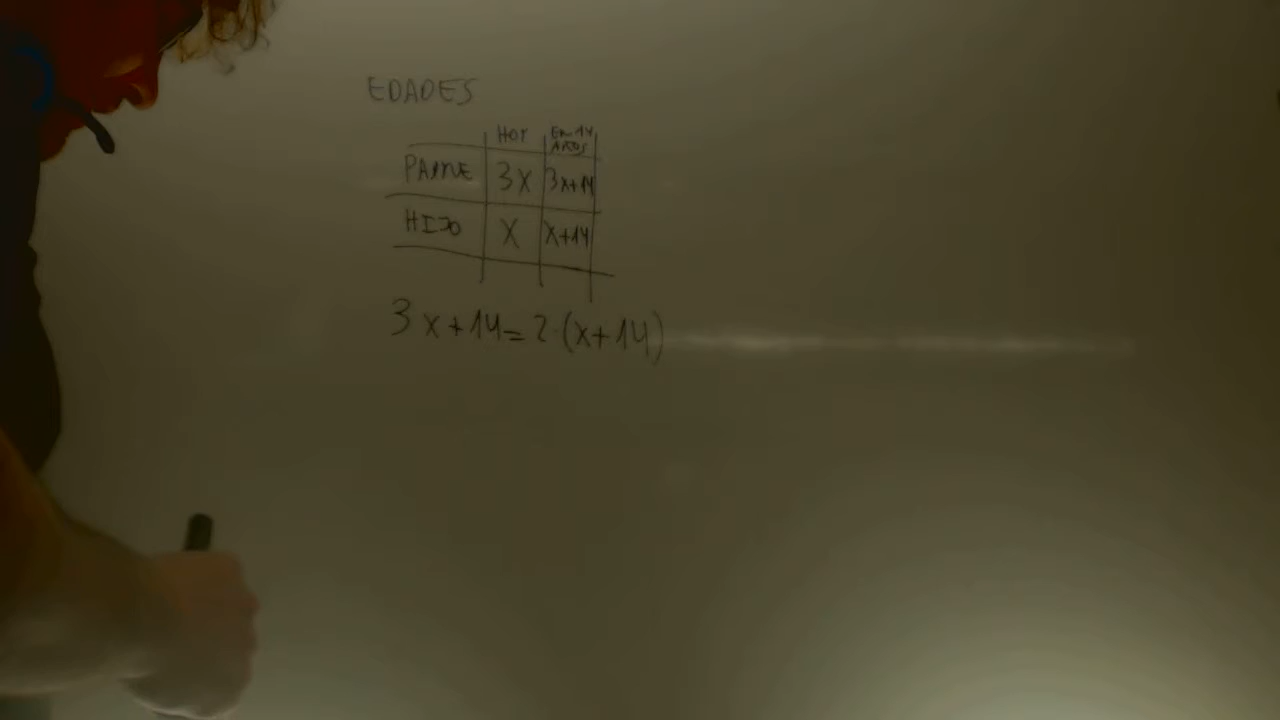 EDADES
HOY En 14 AÑOS
PADRE 3X 3x+14
HIJO X X+14
3x+14=2·(x+14)